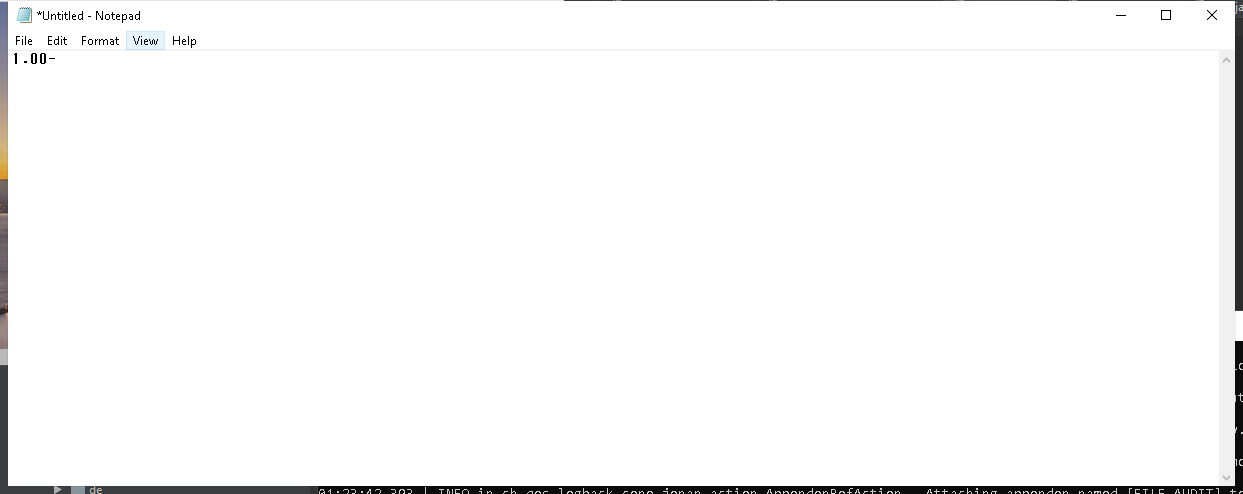 *Untitled - Notepad
File Edit Format View Help
1.00-
de
01:23:42,393 | INFO in ch.qos.logback.core.joran.action.AppenderRefAction - Attaching appender named [FILE_AUDIT] t